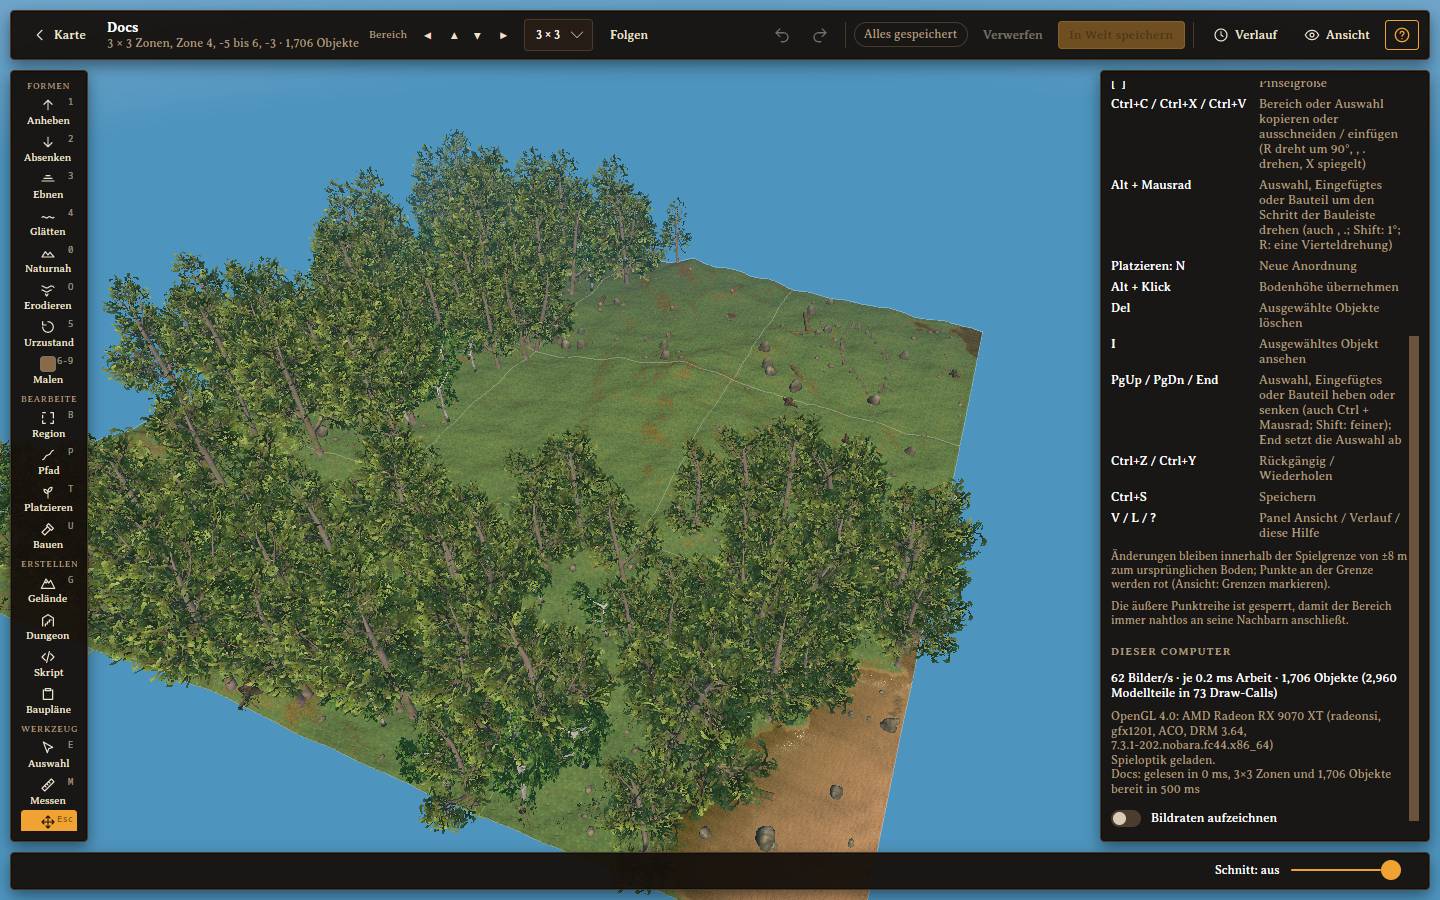 Karte
Docs
3 × 3 Zonen, Zone 4, -5 bis 6, -3 · 1,706 Objekte
Bereich
3 × 3
Folgen
Alles gespeichert
Verwerfen
In Welt speichern
Verlauf
Ansicht
FORMEN
1
Anheben
2
Absenken
3
Ebnen
4
Glätten
0
Naturnah
O
Erodieren
5
Urzustand
6-9
Malen
BEARBEITE
B
Region
P
Pfad
T
Platzieren
U
Bauen
ERSTELLEN
G
Gelände
Dungeon
Skript
Baupläne
WERKZEUG
E
Auswahl
M
Messen
Esc
[ ] Pinselgröße
Ctrl+C / Ctrl+X / Ctrl+V Bereich oder Auswahl
kopieren oder
ausschneiden / einfügen
(R dreht um 90°, , .
drehen, X spiegelt)
Alt + Mausrad Auswahl, Eingefügtes
oder Bauteil um den
Schritt der Bauleiste
drehen (auch , .; Shift: 1°;
R: eine Vierteldrehung)
Platzieren: N Neue Anordnung
Alt + Klick Bodenhöhe übernehmen
Del Ausgewählte Objekte
löschen
I Ausgewähltes Objekt
ansehen
PgUp / PgDn / End Auswahl, Eingefügtes
oder Bauteil heben oder
senken (auch Ctrl +
Mausrad; Shift: feiner);
End setzt die Auswahl ab
Ctrl+Z / Ctrl+Y Rückgängig /
Wiederholen
Ctrl+S Speichern
V / L / ? Panel Ansicht / Verlauf /
diese Hilfe
Änderungen bleiben innerhalb der Spielgrenze von ±8 m
zum ursprünglichen Boden; Punkte an der Grenze
werden rot (Ansicht: Grenzen markieren).
Die äußere Punktreihe ist gesperrt, damit der Bereich
immer nahtlos an seine Nachbarn anschließt.
DIESER COMPUTER
62 Bilder/s · je 0.2 ms Arbeit · 1,706 Objekte (2,960
Modellteile in 73 Draw-Calls)
OpenGL 4.0: AMD Radeon RX 9070 XT (radeonsi,
gfx1201, ACO, DRM 3.64,
7.3.1-202.nobara.fc44.x86_64)
Spieloptik geladen.
Docs: gelesen in 0 ms, 3×3 Zonen und 1,706 Objekte
bereit in 500 ms
Bildraten aufzeichnen
Schnitt: aus